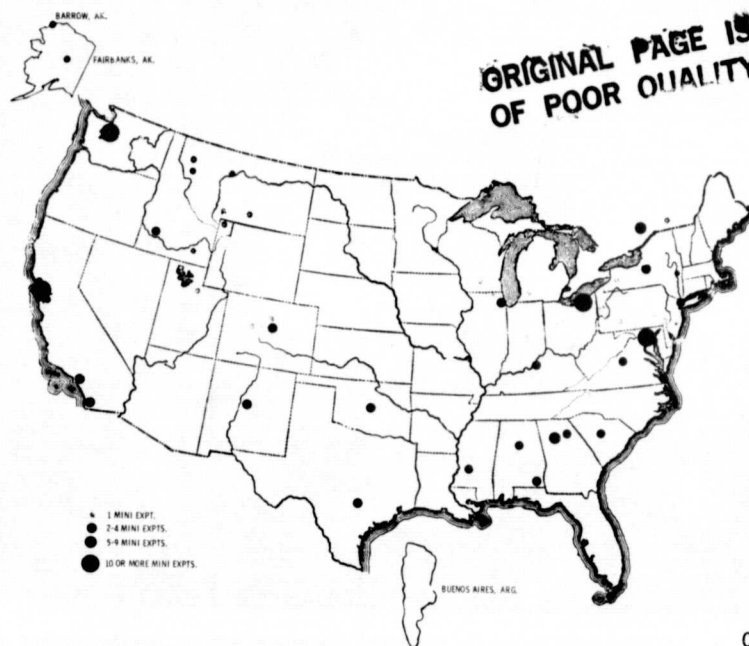 BARROW, AK.
FAIRBANKS, AK.
ORIGINAL PAGE IS
OF POOR QUALITY
1 MINI EXPT.
2-4 MINI EXPTS.
5-9 MINI EXPTS.
10 OR MORE MINI EXPTS.
BUENOS AIRES, ARG.